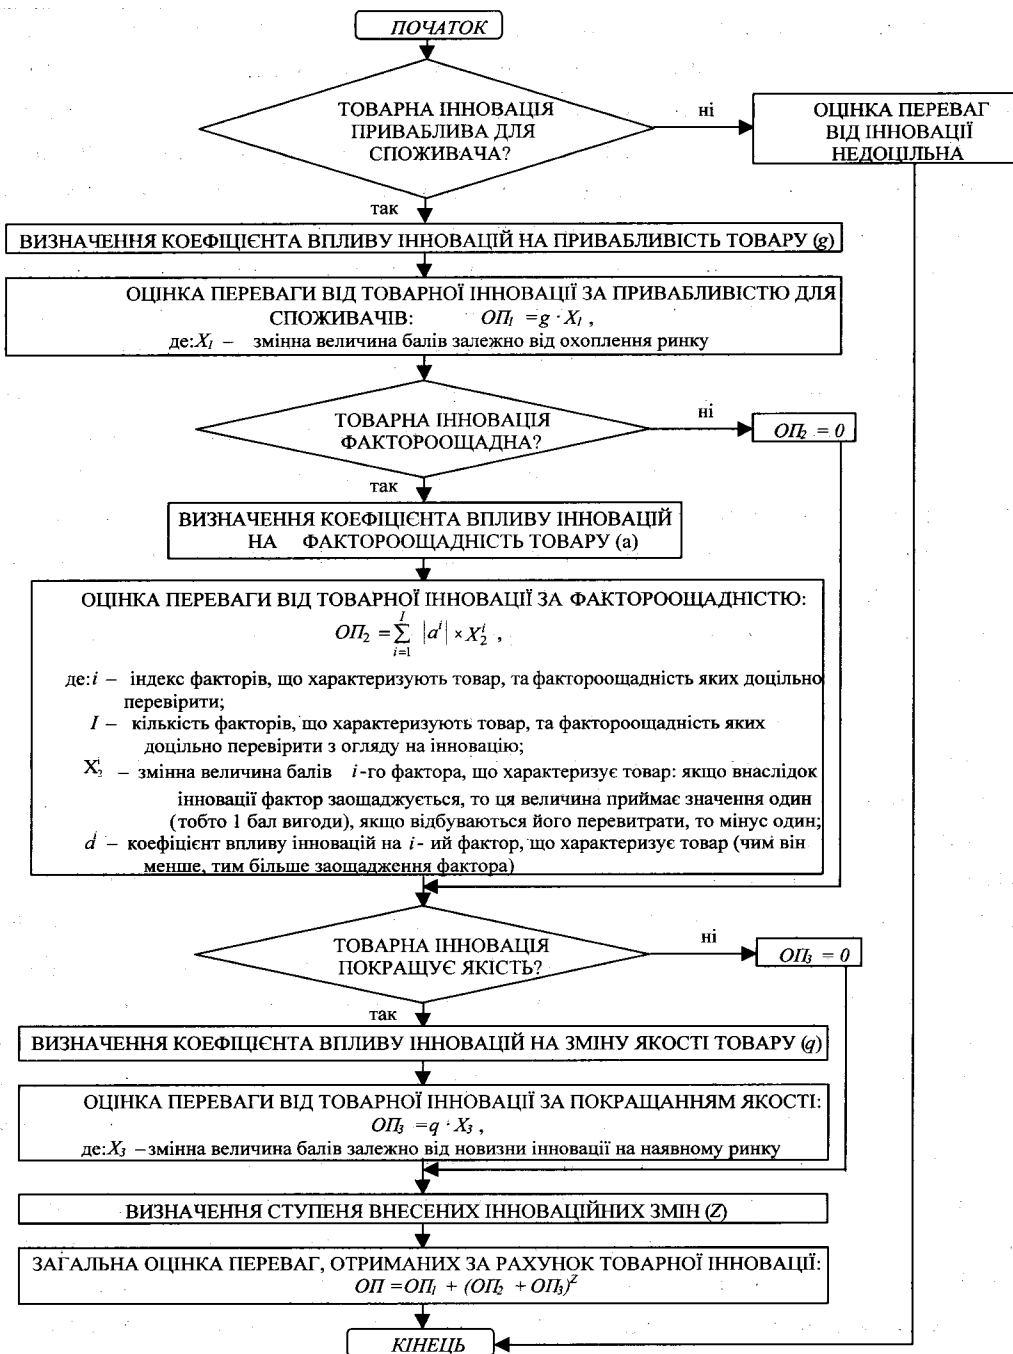 ПОЧАТОК
ТОВАРНА ІННОВАЦІЯ
ПРИВАБЛИВА ДЛЯ
СПОЖИВАЧА?
ні
ОЦІНКА ПЕРЕВАГ
ВІД ІННОВАЦІЇ
НЕДОЦІЛЬНА
так
ВИЗНАЧЕННЯ КОЕФІЦІЄНТА ВПЛИВУ ІННОВАЦІЙ НА ПРИВАБЛИВІСТЬ ТОВАРУ (g)
ОЦІНКА ПЕРЕВАГИ ВІД ТОВАРНОЇ ІННОВАЦІЇ ЗА ПРИВАБЛИВІСТЮ ДЛЯ
СПОЖИВАЧІВ: ОП₁ =g · X₁ ,
де:X₁ – змінна величина балів залежно від охоплення ринку
ТОВАРНА ІННОВАЦІЯ
ФАКТОРООЩАДНА?
ні
ОП₂ = 0
так
ВИЗНАЧЕННЯ КОЕФІЦІЄНТА ВПЛИВУ ІННОВАЦІЙ
НА ФАКТОРООЩАДНІСТЬ ТОВАРУ (а)
ОЦІНКА ПЕРЕВАГИ ВІД ТОВАРНОЇ ІННОВАЦІЇ ЗА ФАКТОРООЩАДНІСТЮ:
I
ОП₂ = ∑ |aⁱ| × X₂ⁱ ,
i=1
де:i – індекс факторів, що характеризують товар, та фактороощадність яких доцільно
перевірити;
I – кількість факторів, що характеризують товар, та фактороощадність яких
доцільно перевірити з огляду на інновацію;
X₂ⁱ – змінна величина балів i-го фактора, що характеризує товар: якщо внаслідок
інновації фактор заощаджується, то ця величина приймає значення один
(тобто 1 бал вигоди), якщо відбуваються його перевитрати, то мінус один;
aⁱ – коефіцієнт впливу інновацій на i- ий фактор, що характеризує товар (чим він
менше, тим більше заощадження фактора)
ТОВАРНА ІННОВАЦІЯ
ПОКРАЩУЄ ЯКІСТЬ?
ні
ОП₃ = 0
так
ВИЗНАЧЕННЯ КОЕФІЦІЄНТА ВПЛИВУ ІННОВАЦІЙ НА ЗМІНУ ЯКОСТІ ТОВАРУ (q)
ОЦІНКА ПЕРЕВАГИ ВІД ТОВАРНОЇ ІННОВАЦІЇ ЗА ПОКРАЩАННЯМ ЯКОСТІ:
ОП₃ =q · X₃ ,
де:X₃ –змінна величина балів залежно від новизни інновації на наявному ринку
ВИЗНАЧЕННЯ СТУПЕНЯ ВНЕСЕНИХ ІННОВАЦІЙНИХ ЗМІН (Z)
ЗАГАЛЬНА ОЦІНКА ПЕРЕВАГ, ОТРИМАНИХ ЗА РАХУНОК ТОВАРНОЇ ІННОВАЦІЇ:
ОП =ОП₁ + (ОП₂ + ОП₃)ᶻ
КІНЕЦЬ